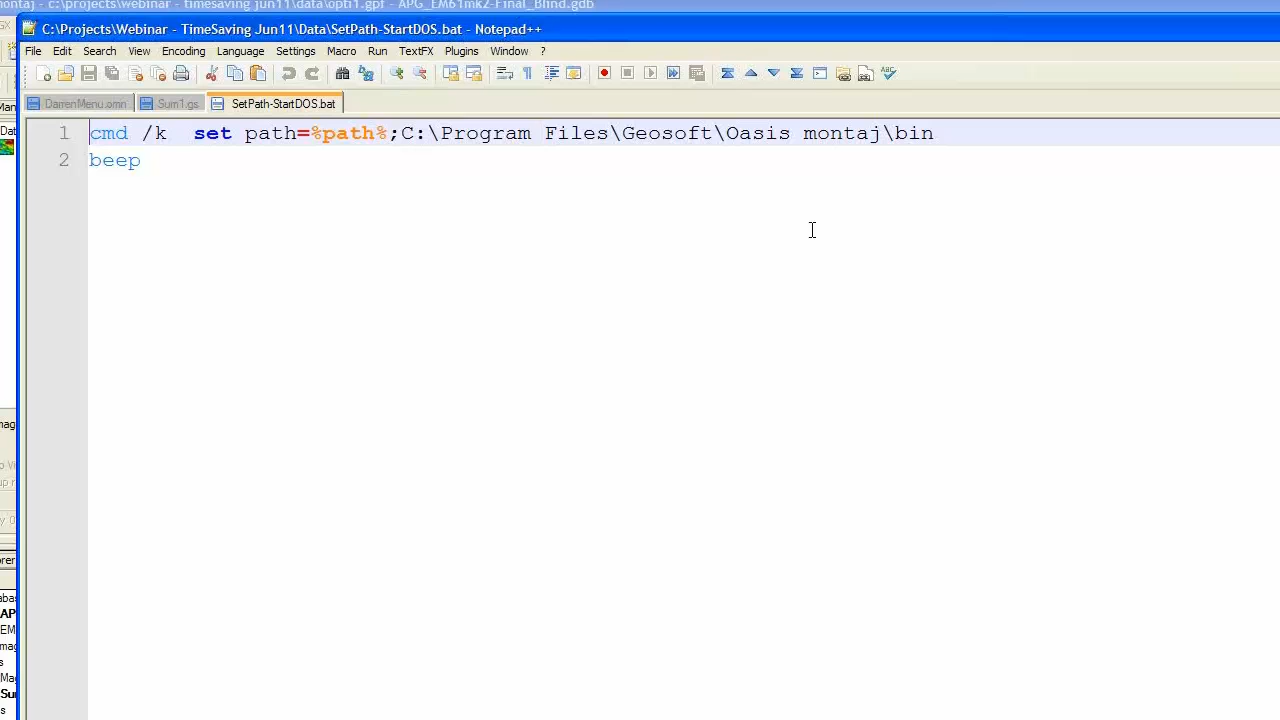 montaj - c:\projects\webinar - timesaving jun11\data\opti1.gpf - APG_EM61mk2-Final_Blind.gdb
C:\Projects\Webinar - TimeSaving Jun11\Data\SetPath-StartDOS.bat - Notepad++
File Edit Search View Encoding Language Settings Macro Run TextFX Plugins Window ?
DarrenMenu.omn Sum1.gs SetPath-StartDOS.bat
1 cmd /k  set path=%path%;C:\Program Files\Geosoft\Oasis montaj\bin
2 beep